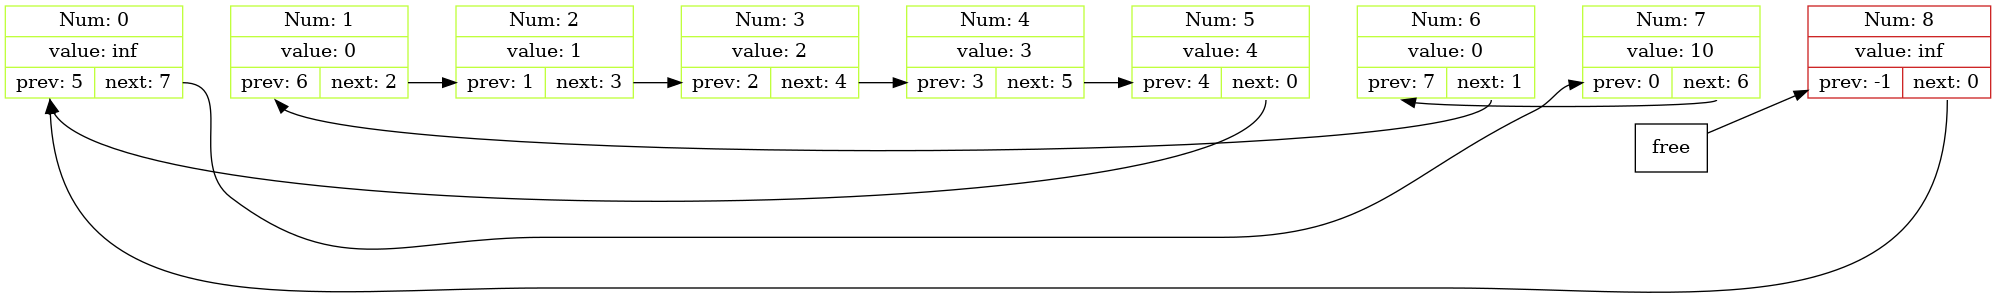 Num: 0
value: inf
prev: 5 next: 7
Num: 1
value: 0
prev: 6 next: 2
Num: 2
value: 1
prev: 1 next: 3
Num: 3
value: 2
prev: 2 next: 4
Num: 4
value: 3
prev: 3 next: 5
Num: 5
value: 4
prev: 4 next: 0
Num: 6
value: 0
prev: 7 next: 1
Num: 7
value: 10
prev: 0 next: 6
Num: 8
value: inf
prev: -1 next: 0
free